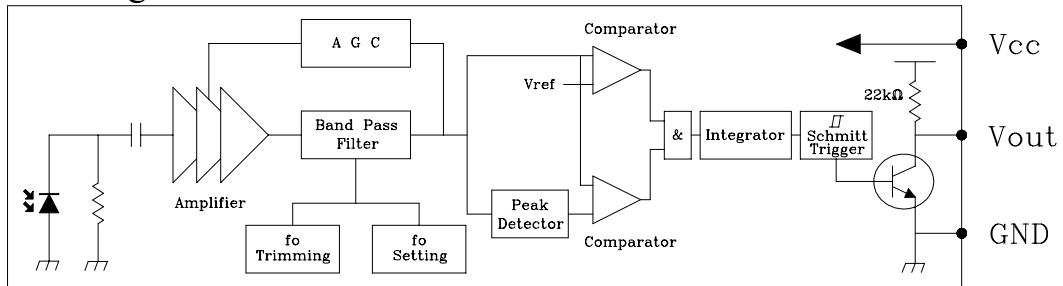 A G C
Comparator
Vcc
Vref
22kΩ
Band Pass
Filter
&
Integrator
Schmitt
Trigger
Vout
Amplifier
Peak
Detector
fo
Trimming
fo
Setting
Comparator
GND